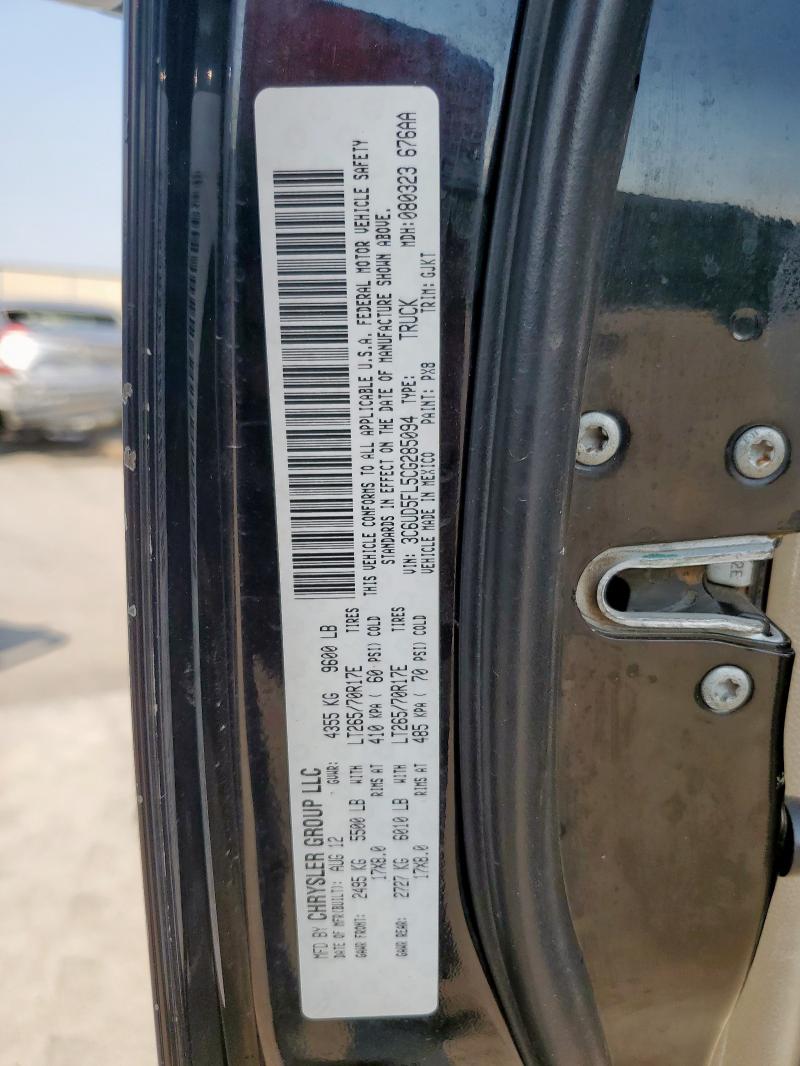 MFD BY CHRYSLER GROUP LLC
DATE OF MFR(BUILT): AUG 12 GVWR: 4355 KG 9600 LB
GAWR FRONT: 2495 KG 5500 LB WITH LT265/70R17E TIRES
17X8.0 RIMS AT 410 KPA ( 60 PSI) COLD
GAWR REAR: 2727 KG 6010 LB WITH LT265/70R17E TIRES
17X8.0 RIMS AT 485 KPA ( 70 PSI) COLD
THIS VEHICLE CONFORMS TO ALL APPLICABLE U.S.A. FEDERAL MOTOR VEHICLE SAFETY
STANDARDS IN EFFECT ON THE DATE OF MANUFACTURE SHOWN ABOVE.
VIN: 3C6UD5FL5CG285094 TYPE: TRUCK MDH:080323 676AA
VEHICLE MADE IN MEXICO PAINT: PX8 TRIM: GJKT